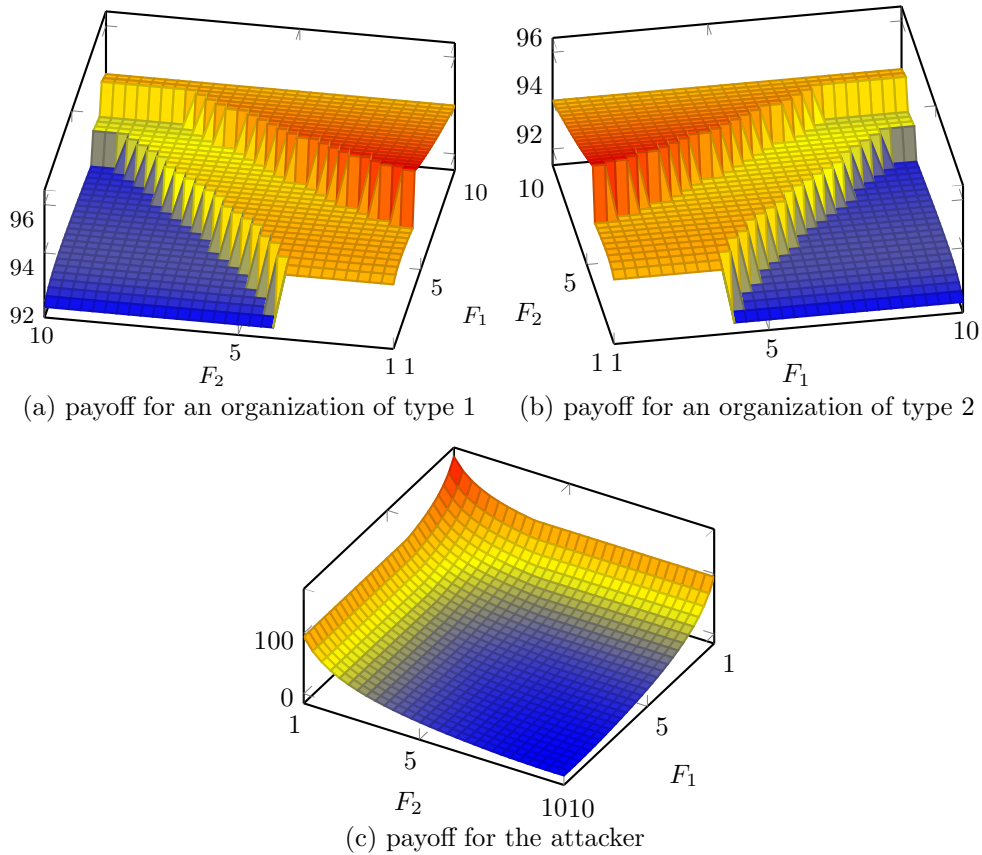 96
94
92
10
5
1 1
5
10
F₂
F₁
(a) payoff for an organization of type 1
96
94
92
10
5
1 1
5
10
F₂
F₁
(b) payoff for an organization of type 2
100
0
1
5
1010
5
1
F₂
F₁
(c) payoff for the attacker